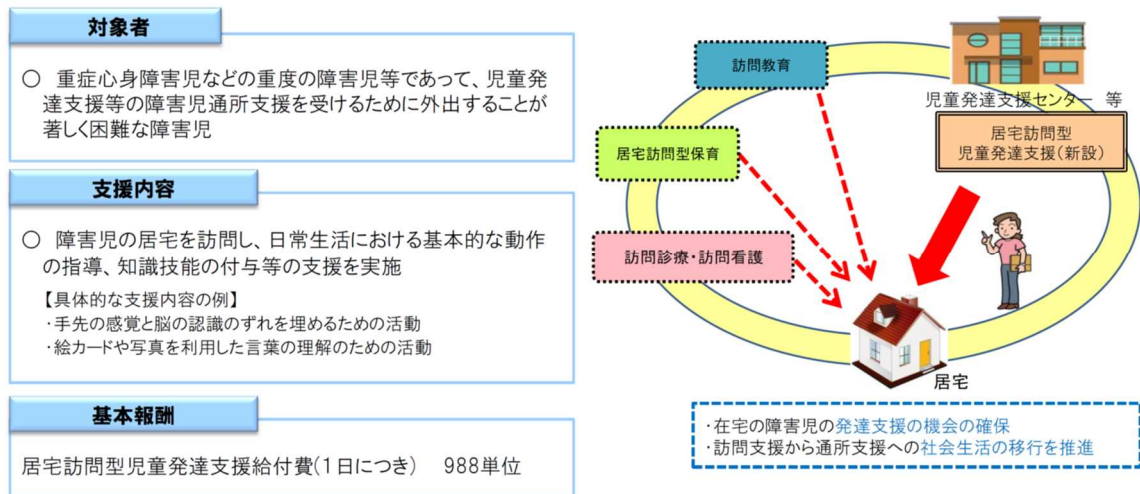 対象者
○ 重症心身障害児などの重度の障害児等であって、児童発
達支援等の障害児通所支援を受けるために外出することが
著しく困難な障害児
支援内容
○ 障害児の居宅を訪問し、日常生活における基本的な動作
の指導、知識技能の付与等の支援を実施
【具体的な支援内容の例】
・手先の感覚と脳の認識のずれを埋めるための活動
・絵カードや写真を利用した言葉の理解のための活動
基本報酬
居宅訪問型児童発達支援給付費(1日につき) 988単位
訪問教育
児童発達支援センター 等
居宅訪問型
児童発達支援(新設)
居宅訪問型保育
訪問診療・訪問看護
居宅
・在宅の障害児の発達支援の機会の確保
・訪問支援から通所支援への社会生活の移行を推進